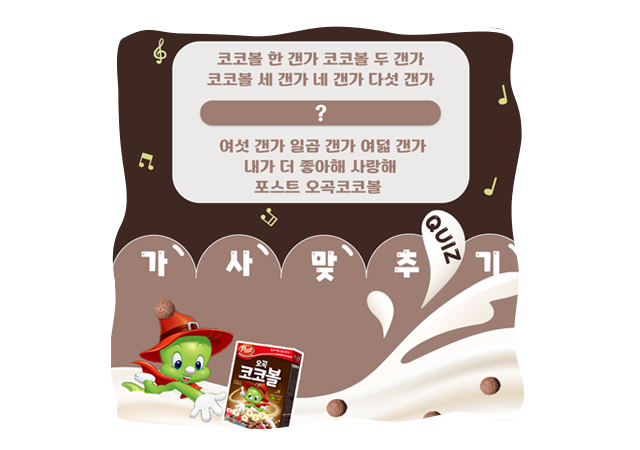 코코볼 한 갠가 코코볼 두 갠가
코코볼 세 갠가 네 갠가 다섯 갠가
?
여섯 갠가 일곱 갠가 여덟 갠가
내가 더 좋아해 사랑해
포스트 오곡코코볼
QUIZ
가사맞추기
Post
오곡
코코볼